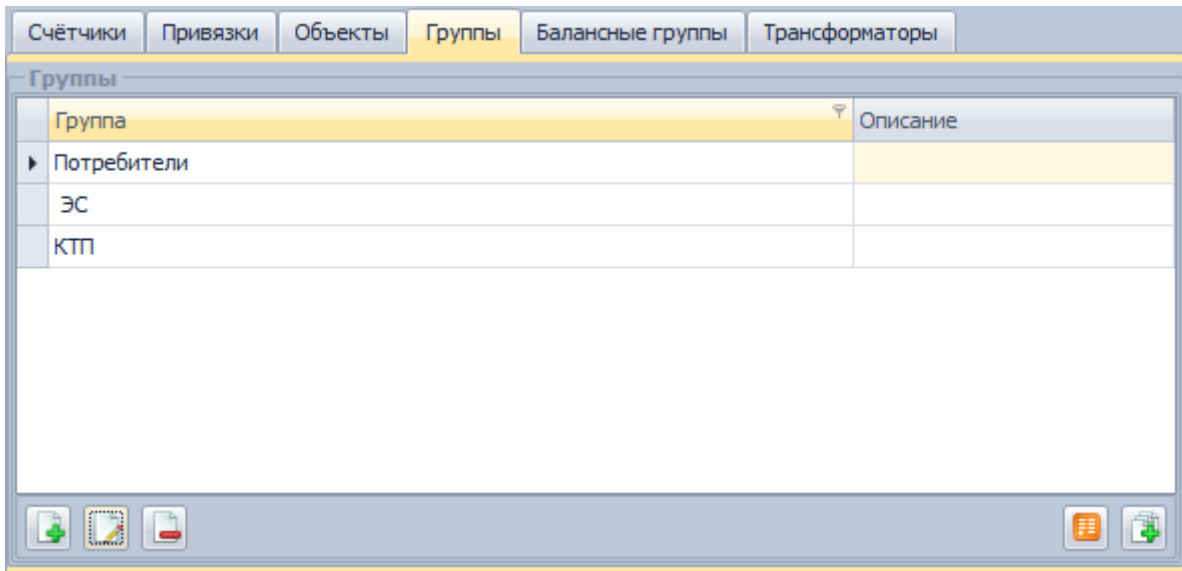 Счётчики Привязки Объекты Группы Балансные группы Трансформаторы
Группы
Группа Описание
Потребители
ЭС
КТП